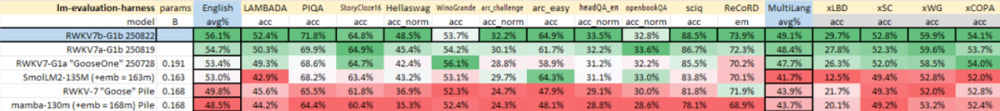 lm-evaluation-harness params English LAMBADA PIQA StoryCloze16 Hellaswag WinoGrande arc_challenge arc_easy headQA_en openbookQA sciq ReCoRD MultiLang xLBD xSC xWG xCOPA
model B avg% acc acc acc acc_norm acc acc_norm acc acc_norm acc_norm acc em avg% acc acc acc acc
RWKV7b-G1b 250822 56.1% 52.4% 71.8% 64.8% 48.5% 53.7% 32.2% 64.9% 33.5% 32.8% 88.5% 73.9% 49.1% 29.7% 52.8% 59.9% 54.1%
RWKV7a-G1b 250819 54.7% 50.3% 69.9% 64.9% 44.9% 54.2% 30.1% 61.7% 32.2% 33.6% 86.7% 72.3% 48.4% 27.8% 52.3% 59.6% 53.7%
RWKV7-G1a "GooseOne" 250728 0.191 53.4% 49.3% 68.6% 64.7% 42.4% 56.1% 28.8% 58.9% 31.2% 32.2% 85.5% 70.2% 47.7% 26.3% 52.0% 58.5% 54.0%
SmolLM2-135M (+emb = 163m) 0.163 53.0% 42.9% 68.2% 63.4% 43.2% 53.1% 29.7% 64.3% 31.1% 33.0% 83.8% 70.1% 41.7% 12.5% 49.4% 52.8% 52.0%
RWKV-7 "Goose" Pile 0.168 49.8% 45.6% 65.5% 61.8% 36.9% 52.3% 24.7% 47.9% 29.1% 30.0% 81.8% 71.9% 43.9% 21.7% 49.3% 52.0% 52.8%
mamba-130m (+emb = 168m) Pile 0.168 48.5% 44.2% 64.4% 60.4% 35.3% 52.4% 24.3% 48.1% 28.8% 28.6% 78.1% 68.9% 43.7% 20.1% 49.2% 53.2% 52.4%